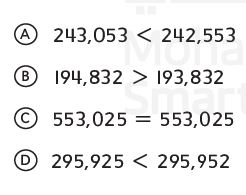 A 243,053 < 242,553
B 194,832 > 193,832
C 553,025 = 553,025
D 295,925 < 295,952